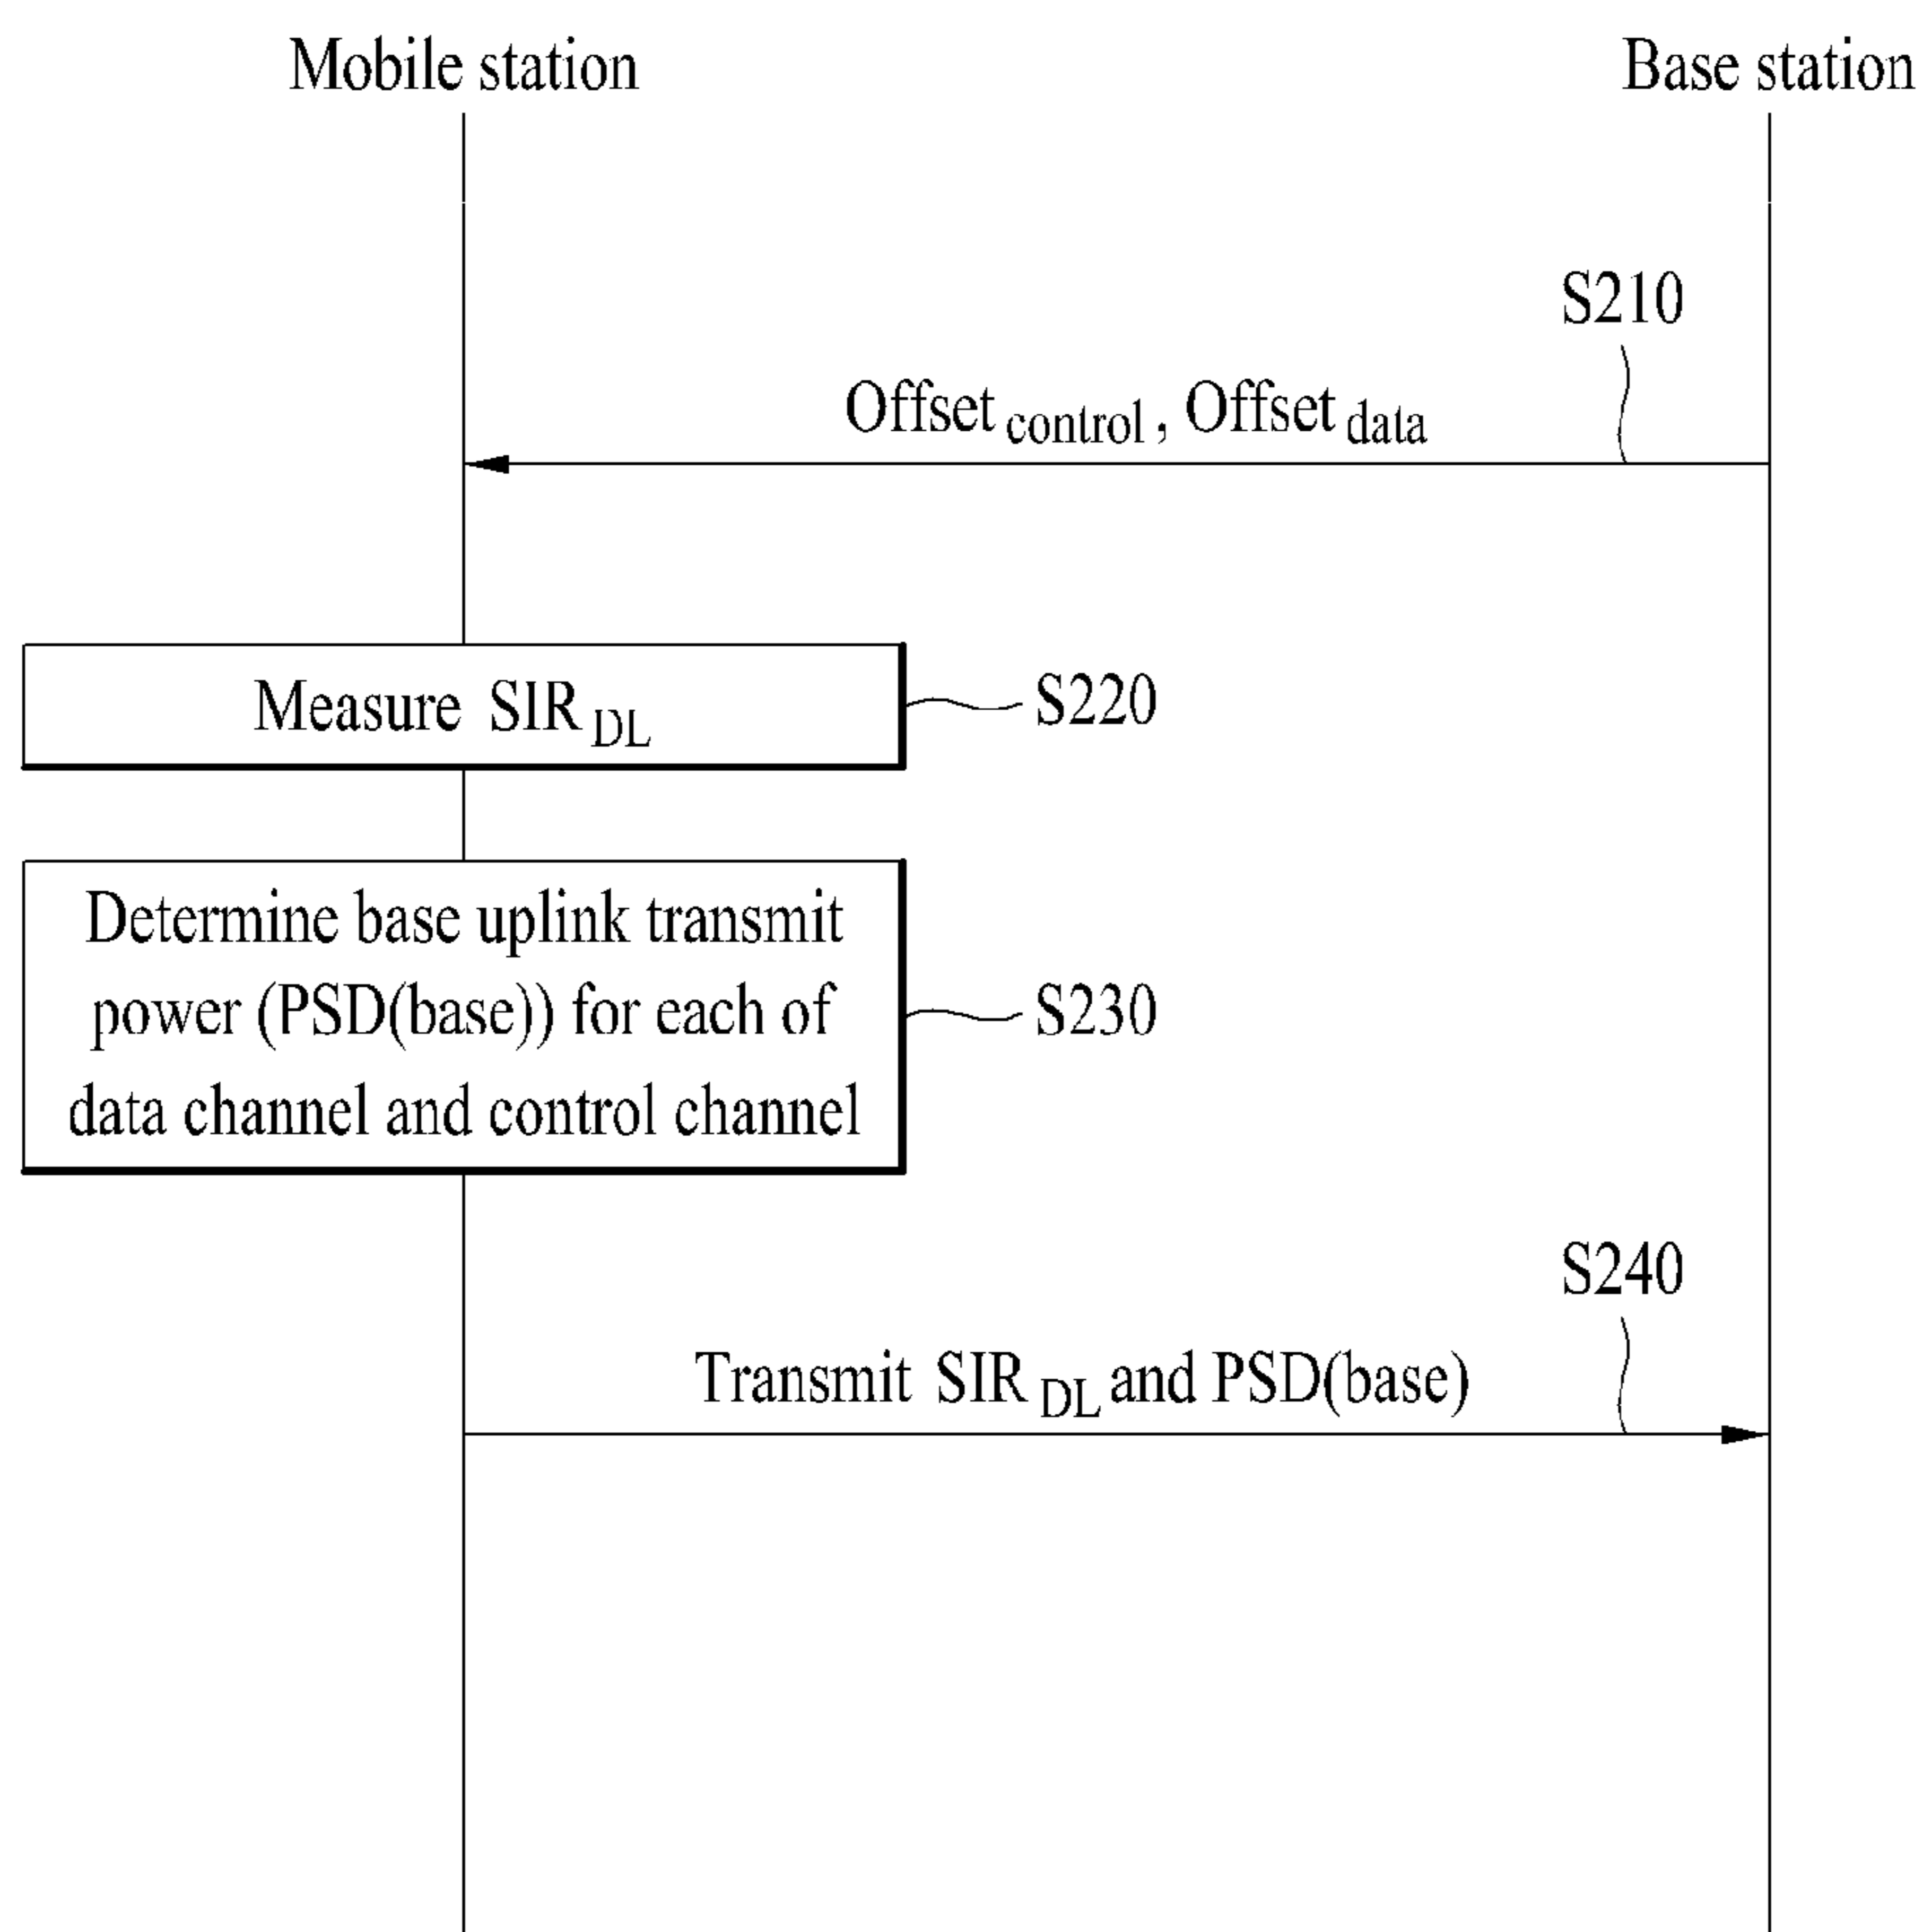 Mobile station
Base station
S210
Offset control, Offset data
Measure SIR DL
S220
Determine base uplink transmit
power (PSD(base)) for each of
data channel and control channel
S230
S240
Transmit SIR DL and PSD(base)